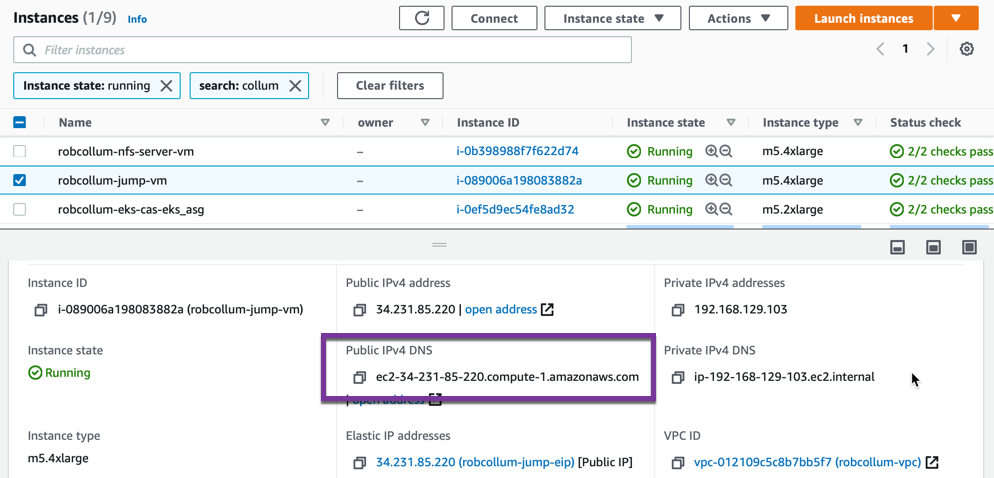 Instances (1/9) Info Connect Instance state Actions Launch instances
Filter instances 1
Instance state: running search: collum Clear filters
Name owner Instance ID Instance state Instance type Status check
robcollum-nfs-server-vm – i-0b398988f7f622d74 Running m5.4xlarge 2/2 checks pass
robcollum-jump-vm – i-089006a198083882a Running m5.4xlarge 2/2 checks pass
robcollum-eks-cas-eks_asg – i-0ef5d9ec54fe8ad32 Running m5.2xlarge 2/2 checks pass
Instance ID Public IPv4 address Private IPv4 addresses
i-089006a198083882a (robcollum-jump-vm) 34.231.85.220 | open address 192.168.129.103
Instance state Public IPv4 DNS Private IPv4 DNS
Running ec2-34-231-85-220.compute-1.amazonaws.com ip-192-168-129-103.ec2.internal
| open address
Instance type Elastic IP addresses VPC ID
m5.4xlarge 34.231.85.220 (robcollum-jump-eip) [Public IP] vpc-012109c5c8b7bb5f7 (robcollum-vpc)